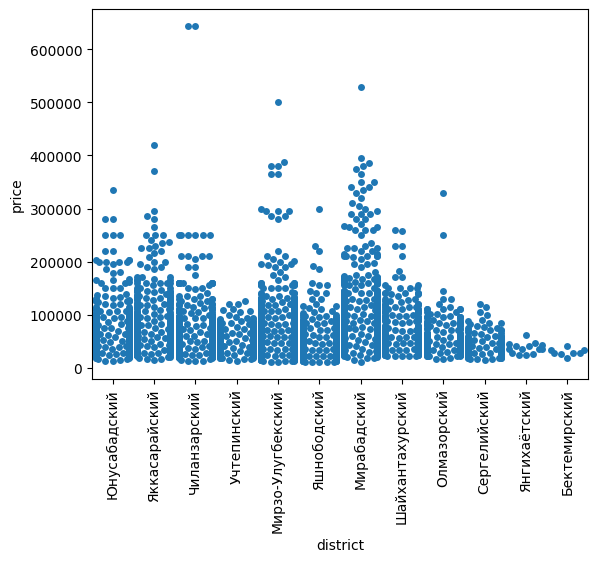 600000
500000
400000
300000
200000
100000
0
price
Юнусабадский
Яккасарайский
Чиланзарский
Учтепинский
Мирзо-Улугбекский
Яшнободский
Мирабадский
Шайхантахурский
Олмазорский
Сергелийский
Янгихаётский
Бектемирский
district